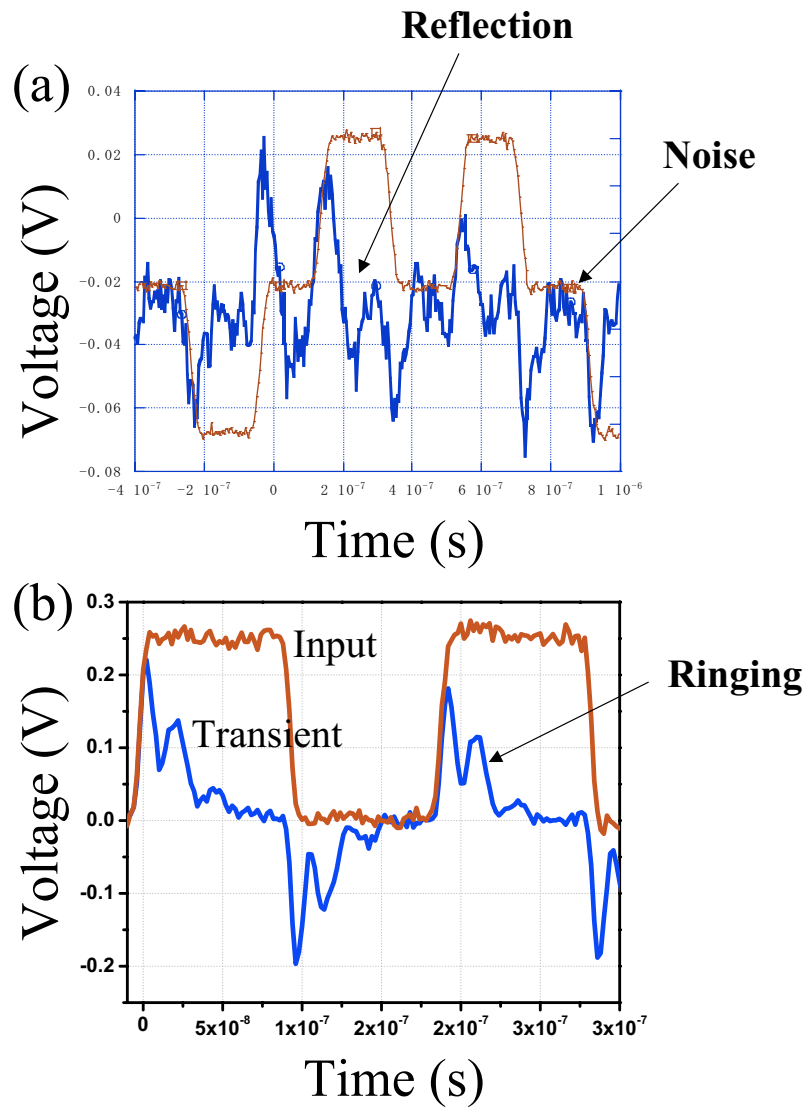 Reflection
(a)
Noise
Voltage (V)
0.04
0.02
0
-0.02
-0.04
-0.06
-0.08
-4 10⁻⁷ -2 10⁻⁷ 0 2 10⁻⁷ 4 10⁻⁷ 6 10⁻⁷ 8 10⁻⁷ 1 10⁻⁶
Time (s)
(b)
Voltage (V)
0.3
0.2
0.1
0.0
-0.1
-0.2
Input
Ringing
Transient
0 5x10⁻⁸ 1x10⁻⁷ 2x10⁻⁷ 2x10⁻⁷ 3x10⁻⁷ 3x10⁻⁷
Time (s)